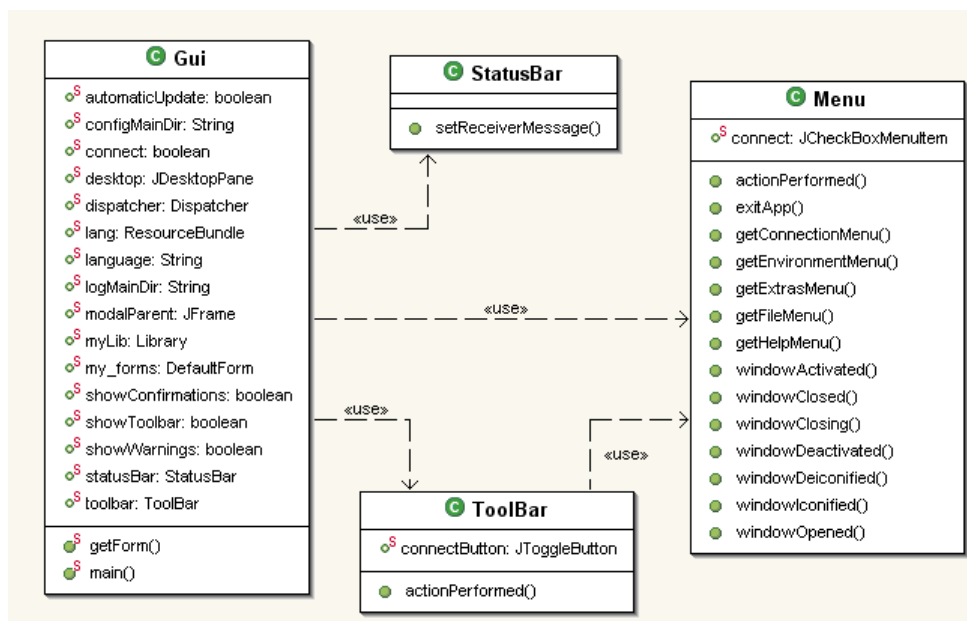 C Gui
S automaticUpdate: boolean
S configMainDir: String
S connect: boolean
S desktop: JDesktopPane
S dispatcher: Dispatcher
S lang: ResourceBundle
S language: String
S logMainDir: String
S modalParent: JFrame
S myLib: Library
S my_forms: DefaultForm
S showConfirmations: boolean
S showToolbar: boolean
S showWarnings: boolean
S statusBar: StatusBar
S toolbar: ToolBar
S getForm()
S main()
C StatusBar
setReceiverMessage()
«use»
«use»
«use»
«use»
C ToolBar
S connectButton: JToggleButton
actionPerformed()
C Menu
S connect: JCheckBoxMenuItem
actionPerformed()
exitApp()
getConnectionMenu()
getEnvironmentMenu()
getExtrasMenu()
getFileMenu()
getHelpMenu()
windowActivated()
windowClosed()
windowClosing()
windowDeactivated()
windowDeiconified()
windowIconified()
windowOpened()